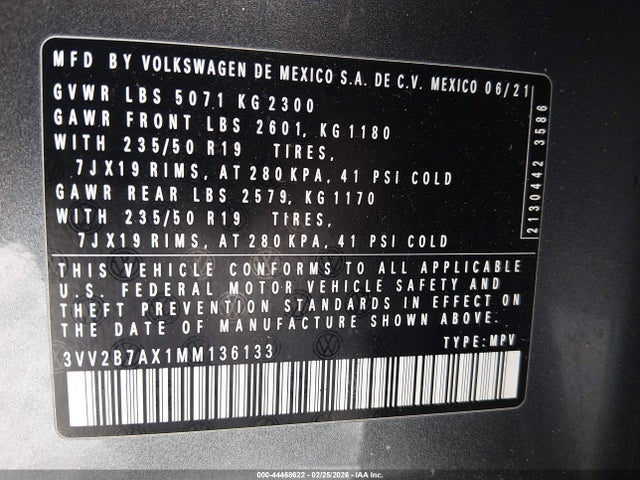 MFD BY VOLKSWAGEN DE MEXICO S.A. DE C.V. MEXICO 06/21
GVWR LBS 5071 KG 2300
GAWR FRONT LBS 2601, KG 1180
WITH 235/50 R19 TIRES,
7JX19 RIMS, AT 280 KPA, 41 PSI COLD
GAWR REAR LBS 2579, KG 1170
WITH 235/50 R19 TIRES,
7JX19 RIMS, AT 280 KPA, 41 PSI COLD
2130442 3586
THIS VEHICLE CONFORMS TO ALL APPLICABLE
U.S. FEDERAL MOTOR VEHICLE SAFETY AND
THEFT PREVENTION STANDARDS IN EFFECT ON
THE DATE OF MANUFACTURE SHOWN ABOVE.
3VV2B7AX1MM136133 TYPE: MPV
000-44468622 - 02/25/2026 - IAA Inc.